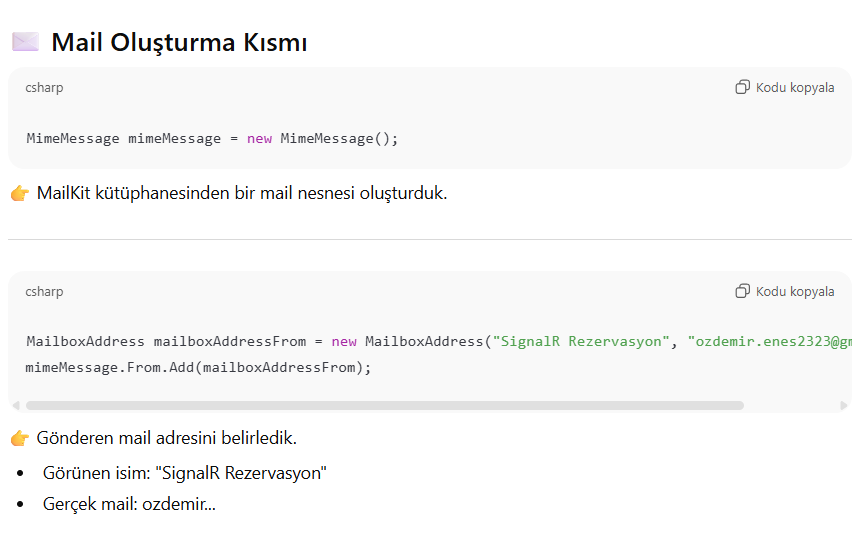 ✉️ Mail Oluşturma Kısmı
csharp
Kodu kopyala
MimeMessage mimeMessage = new MimeMessage();
👉 MailKit kütüphanesinden bir mail nesnesi oluşturduk.
csharp
Kodu kopyala
MailboxAddress mailboxAddressFrom = new MailboxAddress("SignalR Rezervasyon", "ozdemir.enes2323@gm
mimeMessage.From.Add(mailboxAddressFrom);
👉 Gönderen mail adresini belirledik.
• Görünen isim: "SignalR Rezervasyon"
• Gerçek mail: ozdemir...